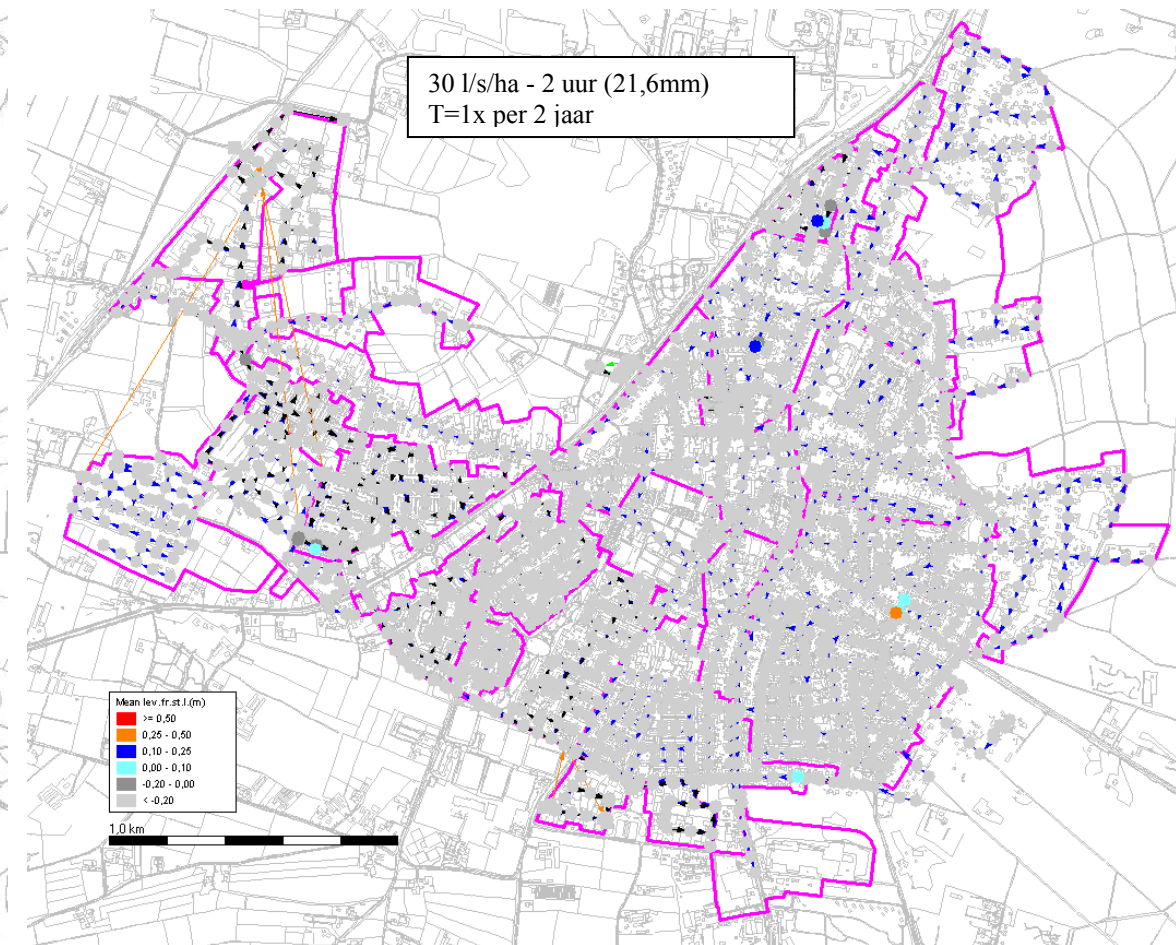 30 l/s/ha - 2 uur (21,6mm)
T=1x per 2 jaar
Mean lev.fr.st.l.(m)
>= 0,50
0,25 - 0,50
0,10 - 0,25
0,00 - 0,10
-0,20 - 0,00
< -0,20
1,0 km